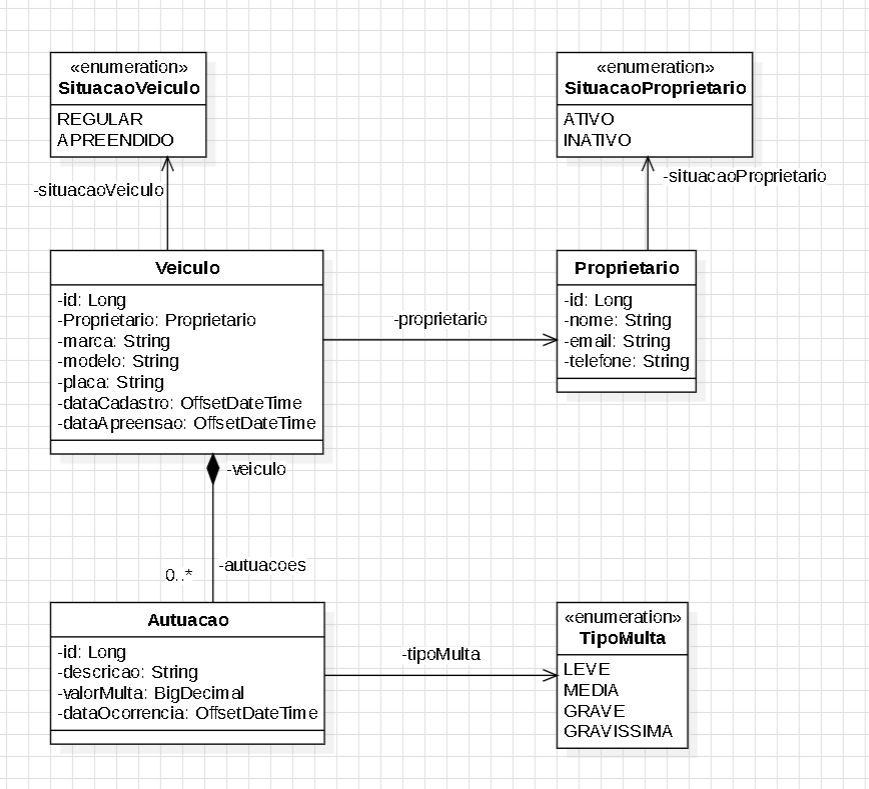 «enumeration»
SituacaoVeiculo
REGULAR
APREENDIDO
-situacaoVeiculo
«enumeration»
SituacaoProprietario
ATIVO
INATIVO
-situacaoProprietario
Veiculo
-id: Long
-Proprietario: Proprietario
-marca: String
-modelo: String
-placa: String
-dataCadastro: OffsetDateTime
-dataApreensao: OffsetDateTime
-proprietario
Proprietario
-id: Long
-nome: String
-email: String
-telefone: String
-veiculo
-autuacoes
0..*
Autuacao
-id: Long
-descricao: String
-valorMulta: BigDecimal
-dataOcorrencia: OffsetDateTime
-tipoMulta
«enumeration»
TipoMulta
LEVE
MEDIA
GRAVE
GRAVISSIMA